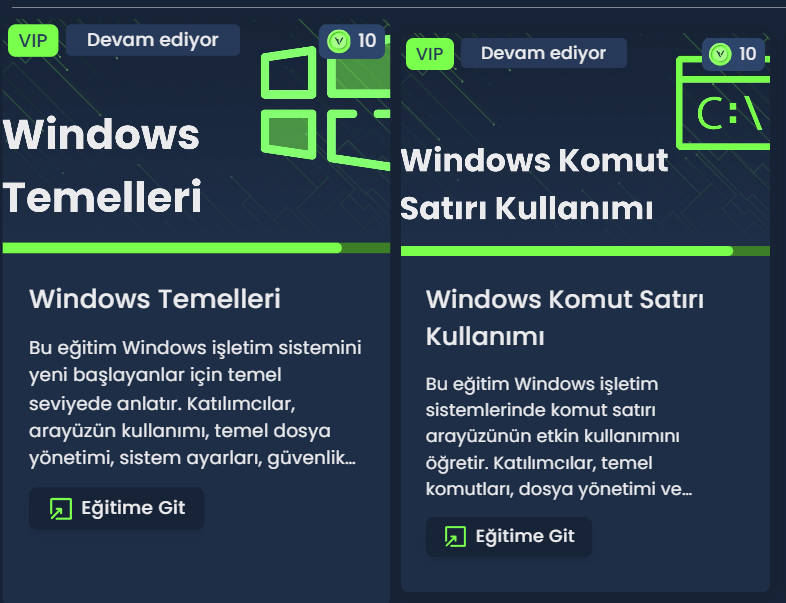 VIP
Devam ediyor
10
Windows
Temelleri
Windows Temelleri
Bu eğitim Windows işletim sistemini
yeni başlayanlar için temel
seviyede anlatır. Katılımcılar,
arayüzün kullanımı, temel dosya
yönetimi, sistem ayarları, güvenlik...
Eğitime Git
VIP
Devam ediyor
10
C:\
Windows Komut
Satırı Kullanımı
Windows Komut Satırı
Kullanımı
Bu eğitim Windows işletim
sistemlerinde komut satırı
arayüzünün etkin kullanımını
öğretir. Katılımcılar, temel
komutları, dosya yönetimi ve...
Eğitime Git